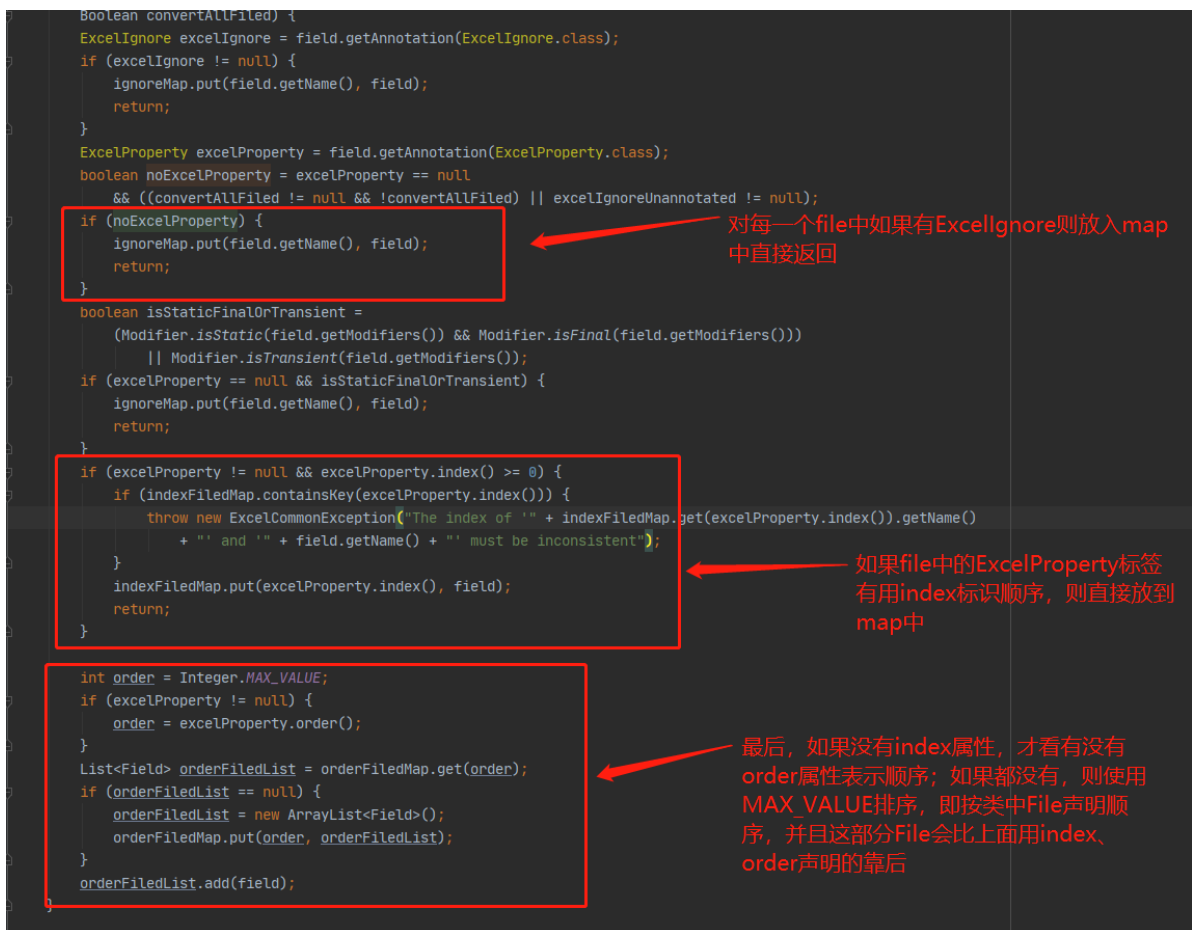 Boolean convertAllFiled) {
ExcelIgnore excelIgnore = field.getAnnotation(ExcelIgnore.class);
if (excelIgnore != null) {
ignoreMap.put(field.getName(), field);
return;
}
ExcelProperty excelProperty = field.getAnnotation(ExcelProperty.class);
boolean noExcelProperty = excelProperty == null
&& ((convertAllFiled != null && !convertAllFiled) || excelIgnoreUnannotated != null);
if (noExcelProperty) {
ignoreMap.put(field.getName(), field);
return;
}
对每一个file中如果有ExcelIgnore则放入map
中直接返回
boolean isStaticFinalOrTransient =
(Modifier.isStatic(field.getModifiers()) && Modifier.isFinal(field.getModifiers()))
|| Modifier.isTransient(field.getModifiers());
if (excelProperty == null && isStaticFinalOrTransient) {
ignoreMap.put(field.getName(), field);
return;
}
if (excelProperty != null && excelProperty.index() >= 0) {
if (indexFiledMap.containsKey(excelProperty.index())) {
throw new ExcelCommonException("The index of '" + indexFiledMap.get(excelProperty.index()).getName()
+ "' and '" + field.getName() + "' must be inconsistent");
}
indexFiledMap.put(excelProperty.index(), field);
return;
}
如果file中的ExcelProperty标签
有用index标识顺序，则直接放到
map中
int order = Integer.MAX_VALUE;
if (excelProperty != null) {
order = excelProperty.order();
}
List<Field> orderFiledList = orderFiledMap.get(order);
if (orderFiledList == null) {
orderFiledList = new ArrayList<Field>();
orderFiledMap.put(order, orderFiledList);
}
orderFiledList.add(field);
}
最后，如果没有index属性，才看有没有
order属性表示顺序；如果都没有，则使用
MAX_VALUE排序，即按类中File声明顺
序，并且这部分File会比上面用index、
order声明的靠后